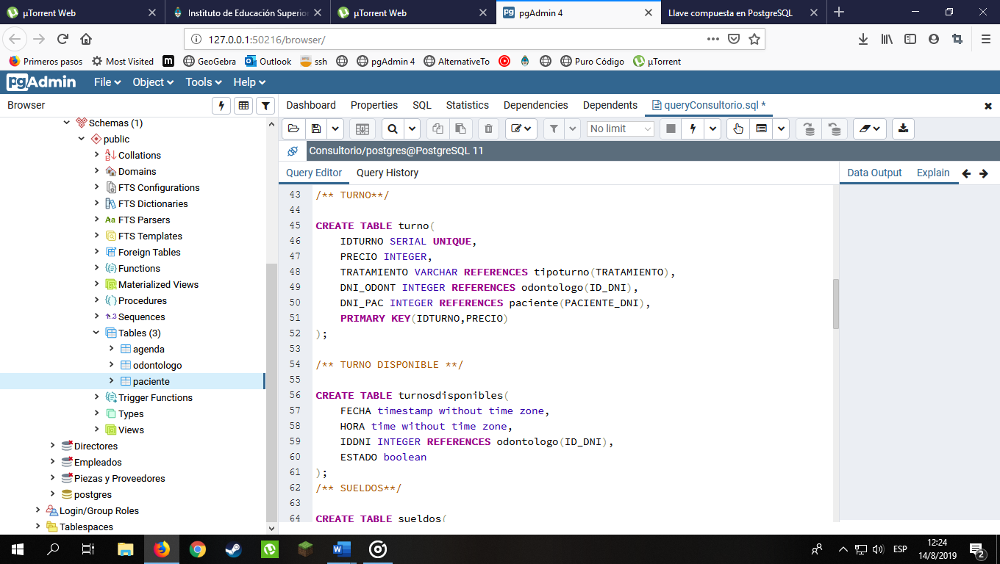 µTorrent Web
Instituto de Educación Superior
µTorrent Web
pgAdmin 4
Llave compuesta en PostgreSQL
127.0.0.1:50216/browser/
Primeros pasos
Most Visited
GeoGebra
Outlook
ssh
pgAdmin 4
AlternativeTo
Puro Código
µTorrent
pgAdmin
File
Object
Tools
Help
Browser
Dashboard
Properties
SQL
Statistics
Dependencies
Dependents
queryConsultorio.sql *
No limit
Consultorio/postgres@PostgreSQL 11
Query Editor
Query History
Data Output
Explain
Schemas (1)
public
Collations
Domains
FTS Configurations
FTS Dictionaries
FTS Parsers
FTS Templates
Foreign Tables
Functions
Materialized Views
Procedures
Sequences
Tables (3)
agenda
odontologo
paciente
Trigger Functions
Types
Views
Directores
Empleados
Piezas y Proveedores
postgres
Login/Group Roles
Tablespaces
43 /** TURNO**/
44
45 CREATE TABLE turno(
46 IDTURNO SERIAL UNIQUE,
47 PRECIO INTEGER,
48 TRATAMIENTO VARCHAR REFERENCES tipoturno(TRATAMIENTO),
49 DNI_ODONT INTEGER REFERENCES odontologo(ID_DNI),
50 DNI_PAC INTEGER REFERENCES paciente(PACIENTE_DNI),
51 PRIMARY KEY(IDTURNO,PRECIO)
52 );
53
54 /** TURNO DISPONIBLE **/
55
56 CREATE TABLE turnosdisponibles(
57 FECHA timestamp without time zone,
58 HORA time without time zone,
59 IDDNI INTEGER REFERENCES odontologo(ID_DNI),
60 ESTADO boolean
61 );
62 /** SUELDOS**/
63
64 CREATE TABLE sueldos(
ESP
12:24
14/8/2019
2